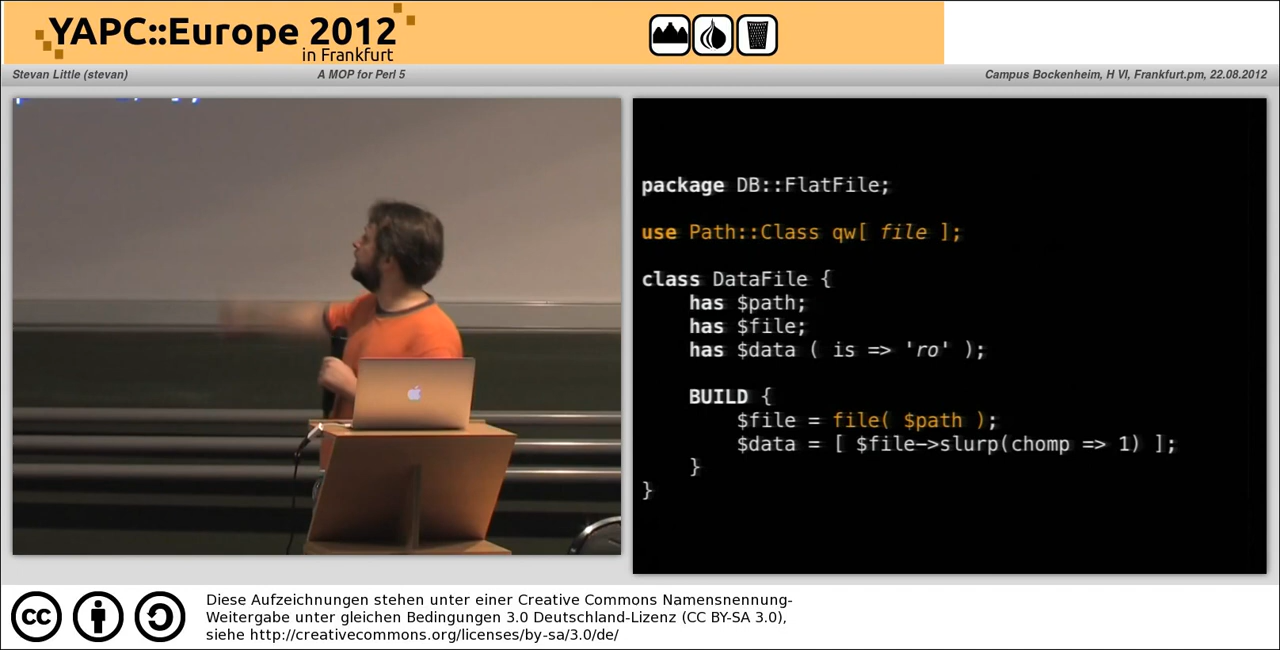 YAPC::Europe 2012
in Frankfurt
Stevan Little (stevan)
A MOP for Perl 5
Campus Bockenheim, H VI, Frankfurt.pm, 22.08.2012
package DB::FlatFile;
use Path::Class qw[ file ];
class DataFile {
has $path;
has $file;
has $data ( is => 'ro' );
BUILD {
$file = file( $path );
$data = [ $file->slurp(chomp => 1) ];
}
}
cc
Diese Aufzeichnungen stehen unter einer Creative Commons Namensnennung-
Weitergabe unter gleichen Bedingungen 3.0 Deutschland-Lizenz (CC BY-SA 3.0),
siehe http://creativecommons.org/licenses/by-sa/3.0/de/